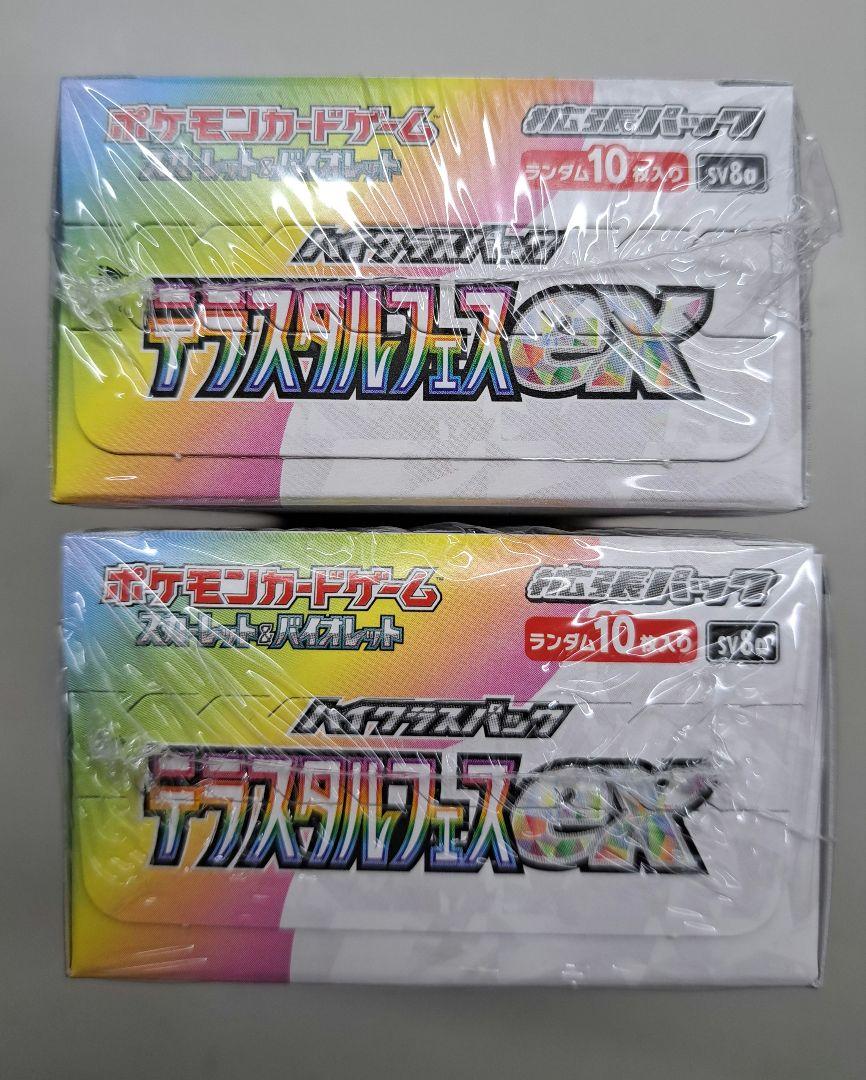 ポケモンカードゲーム™
拡張パック
スカーレット&バイオレット
ランダム10枚入り
sv8a
ハイクラスパック
テラスタルフェスex
ポケモンカードゲーム™
拡張パック
スカーレット&バイオレット
ランダム10枚入り
sv8a
ハイクラスパック
テラスタルフェスex